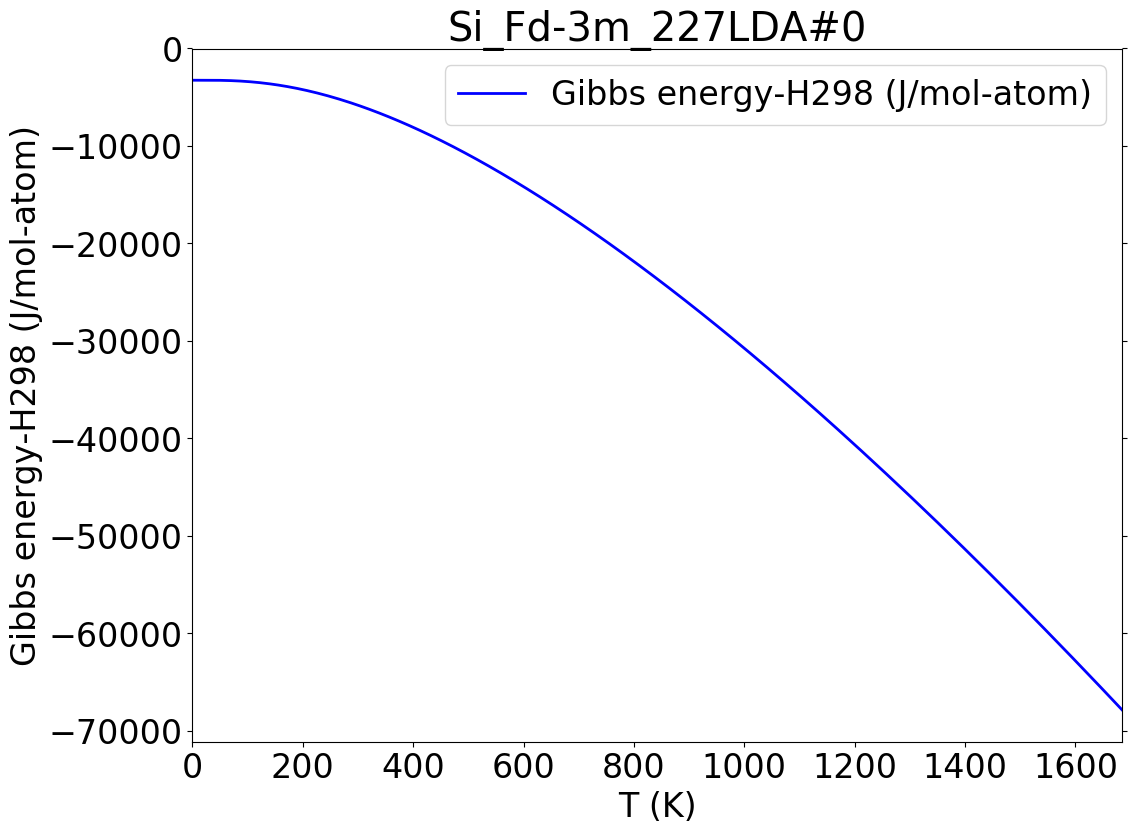 Si_Fd-3m_227LDA#0
Gibbs energy-H298 (J/mol-atom)
Gibbs energy-H298 (J/mol-atom)
0
−10000
−20000
−30000
−40000
−50000
−60000
−70000
0 200 400 600 800 1000 1200 1400 1600
T (K)